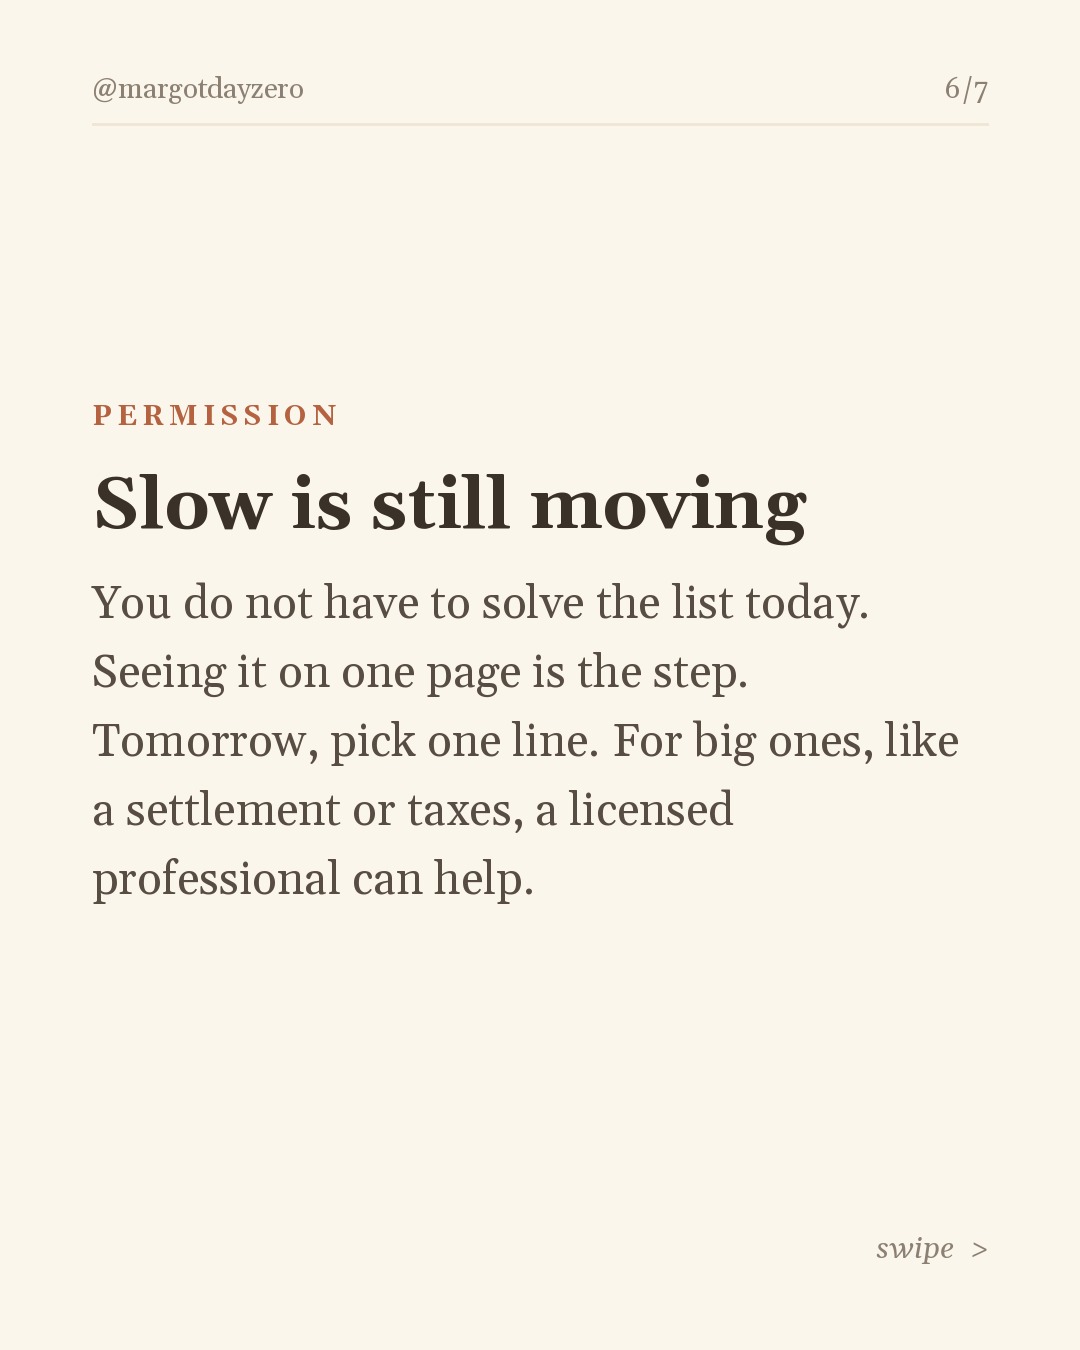 @margotdayzero
6/7
PERMISSION
Slow is still moving
You do not have to solve the list today.
Seeing it on one page is the step.
Tomorrow, pick one line. For big ones, like
a settlement or taxes, a licensed
professional can help.
swipe >